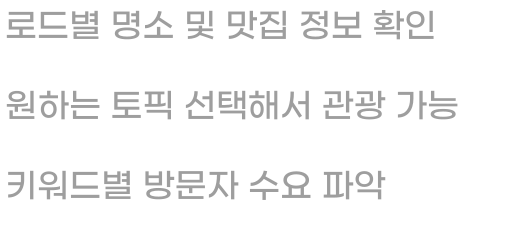 로드별 명소 및 맛집 정보 확인
원하는 토픽 선택해서 관광 가능
키워드별 방문자 수요 파악